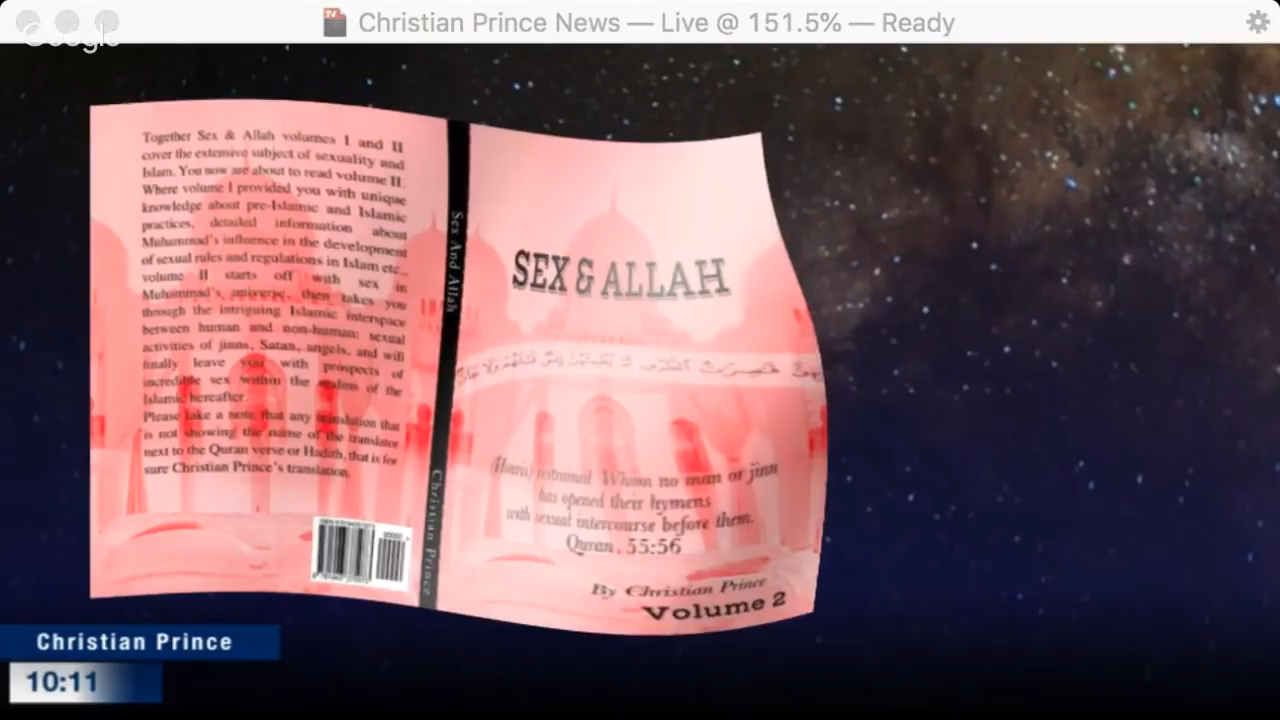 Christian Prince News — Live @ 151.5% — Ready
Google
Together Sex & Allah volumes I and II
cover the extensive subject of sexuality and
Islam. You now are about to read volume II.
Where volume I provided you with unique
knowledge about pre-Islamic and Islamic
practices, detailed information about
Muhammad's influence in the development
of sexual rules and regulations in Islam etc.,
volume II starts off with sex in
Muhammad's universe, then takes you
through the intriguing Islamic interspace
between human and non-human: sexual
activities of jinns, Satan, angels, and will
finally leave you with prospects of
incredible sex within the realms of the
Islamic hereafter.
Please take a note that any translation that
is not showing the name of the translator
next to the Quran verse or Hadith, that is for
sure Christian Prince's translation.
Sex And Allah
Christian Prince
SEX & ALLAH
(Huris) restrained Whom no man or jinn
has opened their hymens
with sexual intercourse before them.
Quran, 55:56
By Christian Prince
Volume 2
Christian Prince
10:11